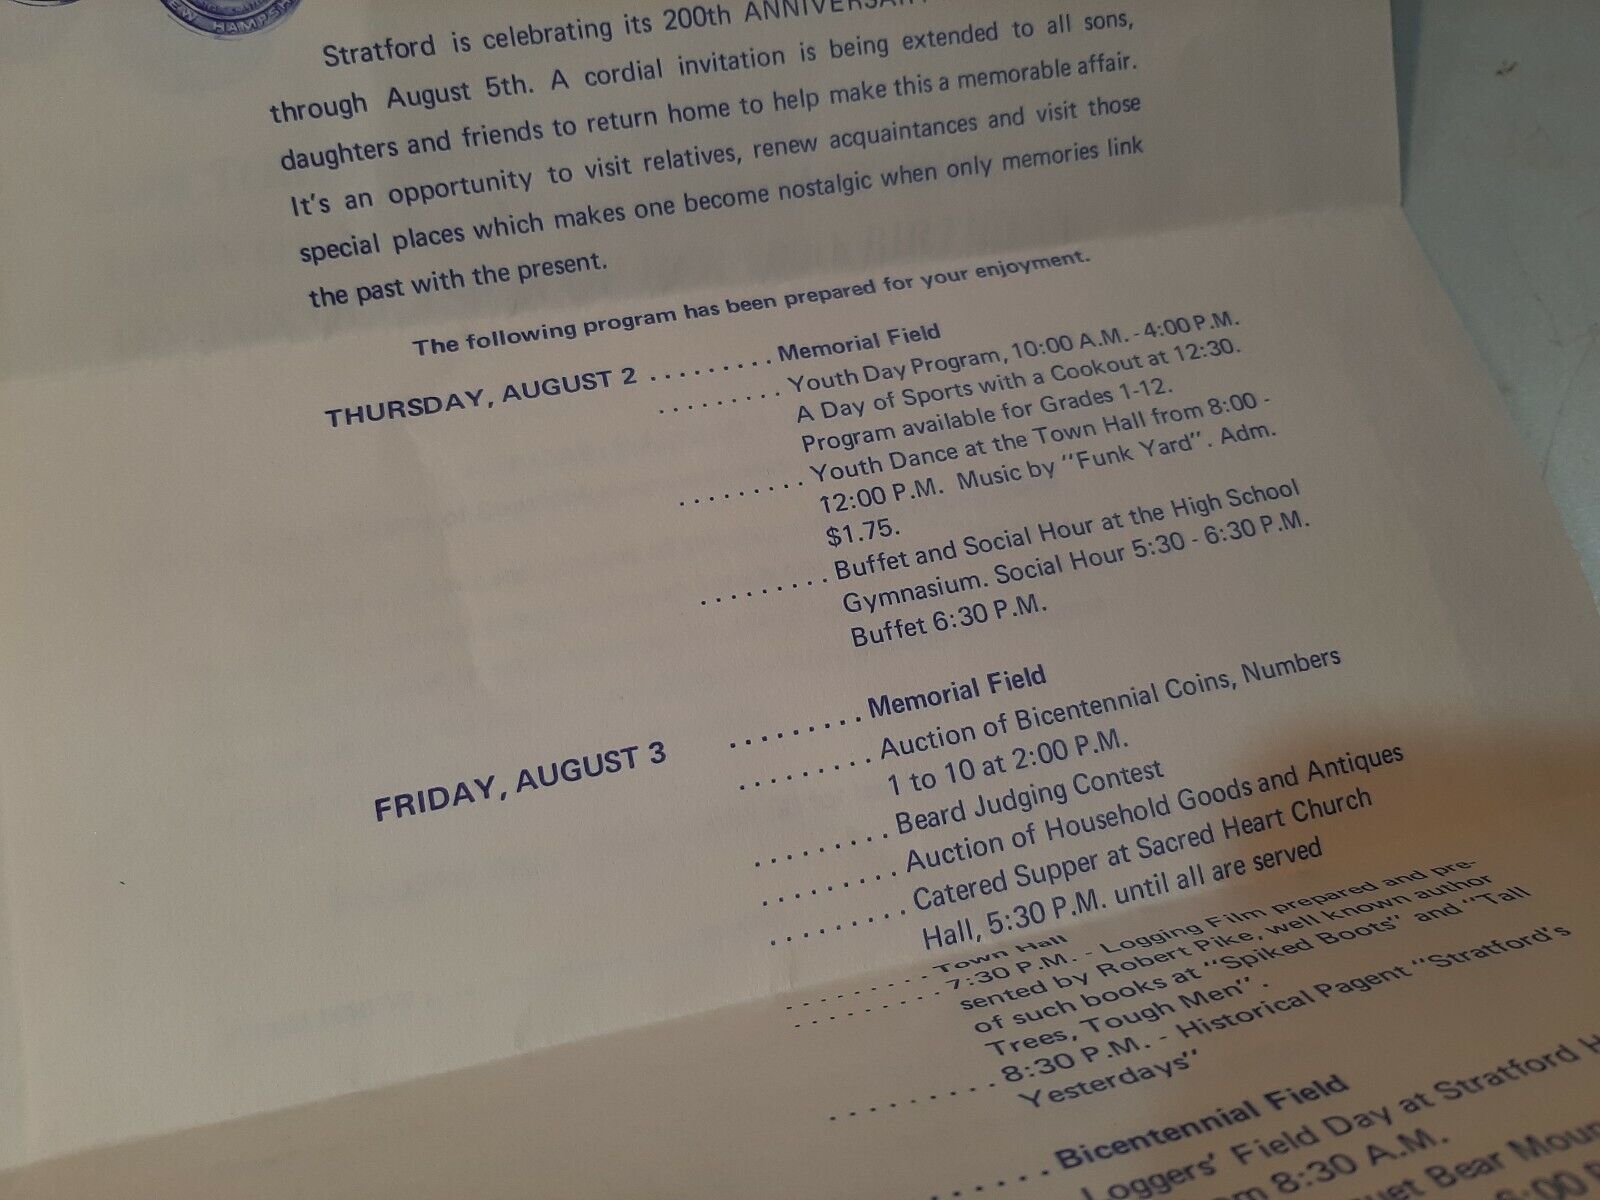 NEW HAMPSH
Stratford is celebrating its 200th ANNIVERSARY
through August 5th. A cordial invitation is being extended to all sons,
daughters and friends to return home to help make this a memorable affair.
It's an opportunity to visit relatives, renew acquaintances and visit those
special places which makes one become nostalgic when only memories link
the past with the present.
The following program has been prepared for your enjoyment.
THURSDAY, AUGUST 2 ......... Memorial Field
......... Youth Day Program, 10:00 A.M. - 4:00 P.M.
A Day of Sports with a Cookout at 12:30.
Program available for Grades 1-12.
......... Youth Dance at the Town Hall from 8:00 -
12:00 P.M. Music by "Funk Yard". Adm.
$1.75.
......... Buffet and Social Hour at the High School
Gymnasium. Social Hour 5:30 - 6:30 P.M.
Buffet 6:30 P.M.
FRIDAY, AUGUST 3 ......... Memorial Field
......... Auction of Bicentennial Coins, Numbers
1 to 10 at 2:00 P.M.
......... Beard Judging Contest
......... Auction of Household Goods and Antiques
......... Catered Supper at Sacred Heart Church
Hall, 5:30 P.M. until all are served
......... Town Hall
......... 7:30 P.M. - Logging Film prepared and pre-
sented by Robert Pike, well known author
of such books at "Spiked Boots" and "Tall
Trees, Tough Men".
......... 8:30 P.M. - Historical Pagent "Stratford's
Yesterdays"
......... Bicentennial Field
Loggers' Field Day at Stratford
8:30 A.M.
Bear